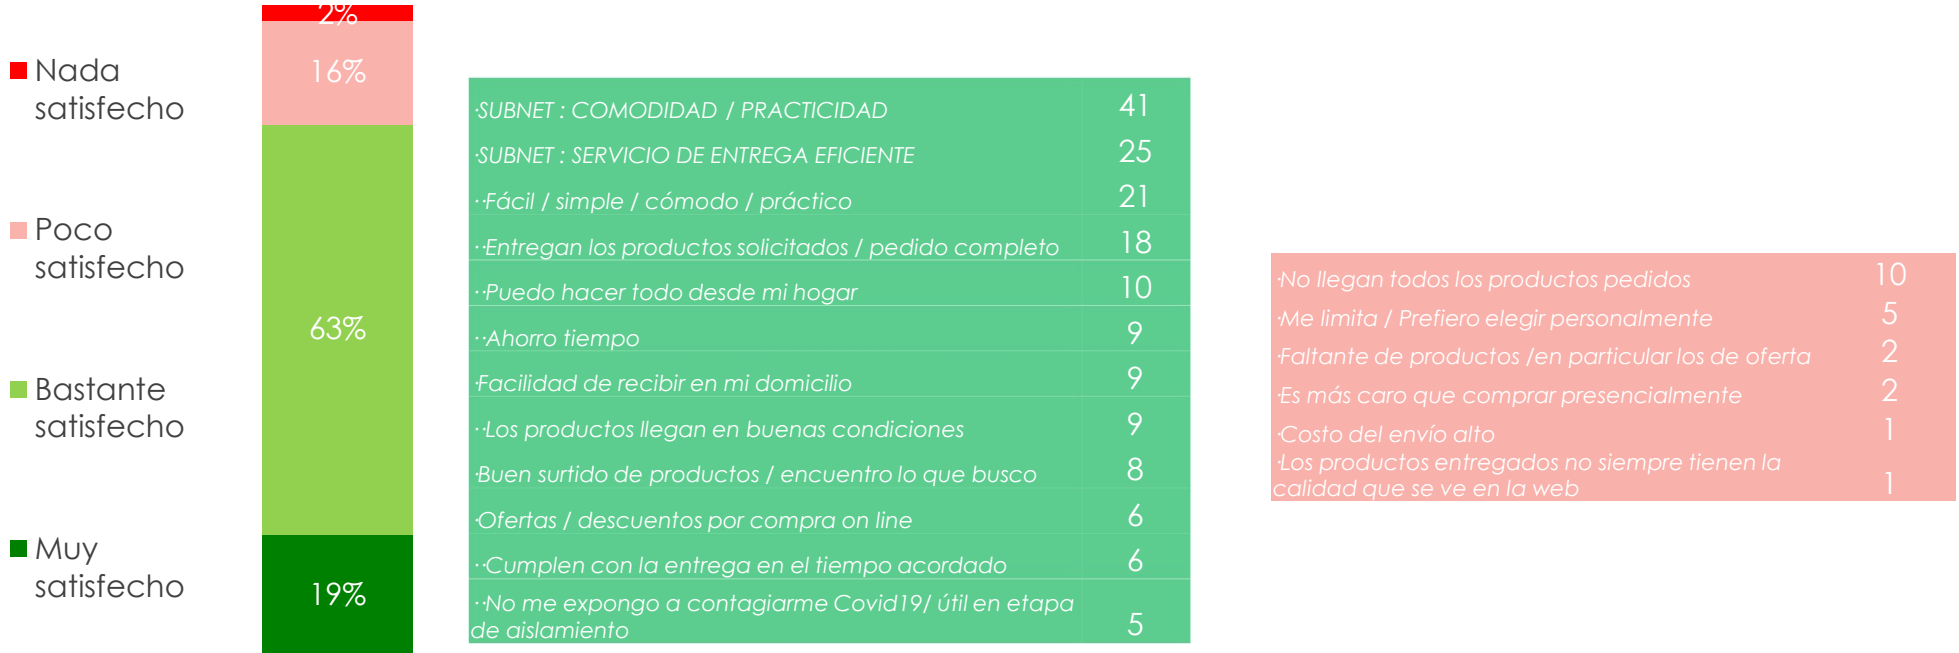 Nada
satisfecho
Poco
satisfecho
Bastante
satisfecho
Muy
satisfecho
2%
16%
63%
19%
·SUBNET : COMODIDAD / PRACTICIDAD 41
·SUBNET : SERVICIO DE ENTREGA EFICIENTE 25
··Fácil / simple / cómodo / práctico 21
··Entregan los productos solicitados / pedido completo 18
··Puedo hacer todo desde mi hogar 10
··Ahorro tiempo 9
·Facilidad de recibir en mi domicilio 9
··Los productos llegan en buenas condiciones 9
·Buen surtido de productos / encuentro lo que busco 8
·Ofertas / descuentos por compra on line 6
··Cumplen con la entrega en el tiempo acordado 6
··No me expongo a contagiarme Covid19/ útil en etapa
de aislamiento 5
·No llegan todos los productos pedidos 10
·Me limita / Prefiero elegir personalmente 5
·Faltante de productos /en particular los de oferta 2
·Es más caro que comprar presencialmente 2
·Costo del envío alto 1
·Los productos entregados no siempre tienen la
calidad que se ve en la web 1